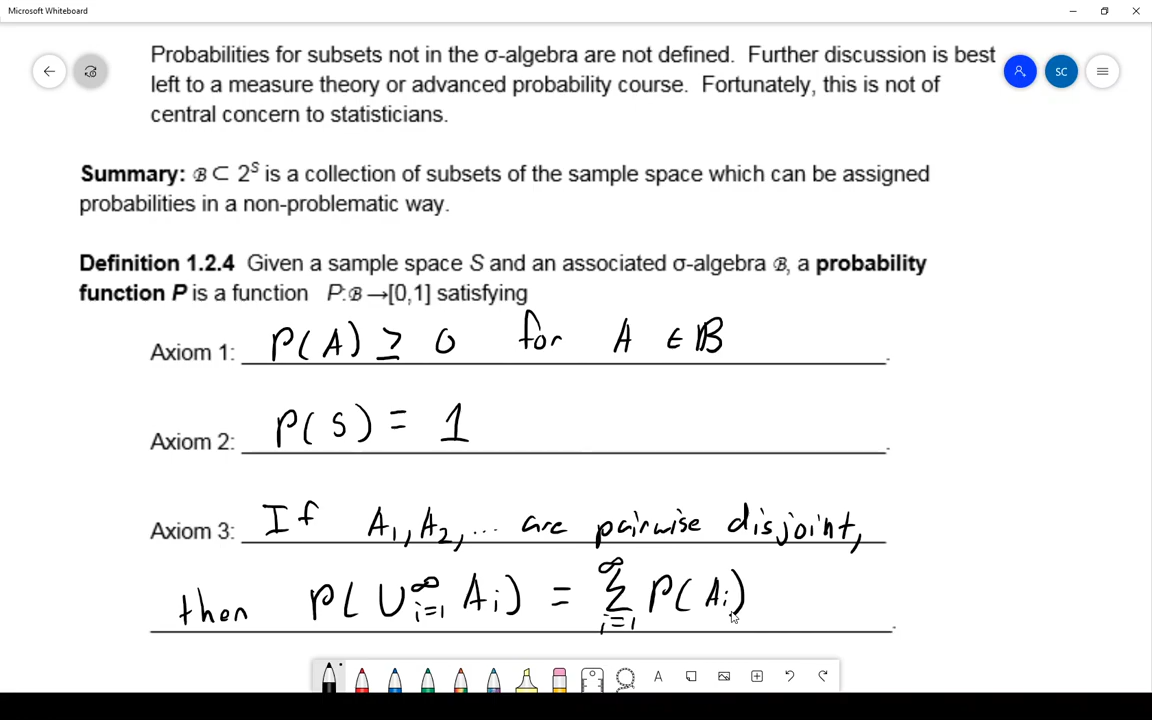 Microsoft Whiteboard
Probabilities for subsets not in the σ-algebra are not defined. Further discussion is best
left to a measure theory or advanced probability course. Fortunately, this is not of
central concern to statisticians.
SC
Summary: ℬ ⊂ 2^S is a collection of subsets of the sample space which can be assigned
probabilities in a non-problematic way.
Definition 1.2.4 Given a sample space S and an associated σ-algebra ℬ, a probability
function P is a function P:ℬ→[0,1] satisfying
Axiom 1: P(A) ≥ 0 for A ∈ ℬ.
Axiom 2: P(S) = 1.
Axiom 3: If A₁, A₂, ... are pairwise disjoint,
then P(∪_{i=1}^∞ A_i) = Σ_{i=1}^∞ P(A_i).
A